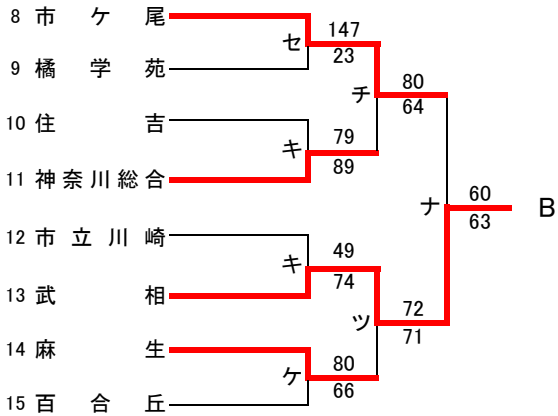 8 市ケ尾
セ 147
23
9 橘学苑
チ 80
64
10 住吉
キ 79
89
11 神奈川総合
ナ 60
63
B
12 市立川崎
キ 49
74
13 武相
ツ 72
71
14 麻生
ケ 80
66
15 百合丘